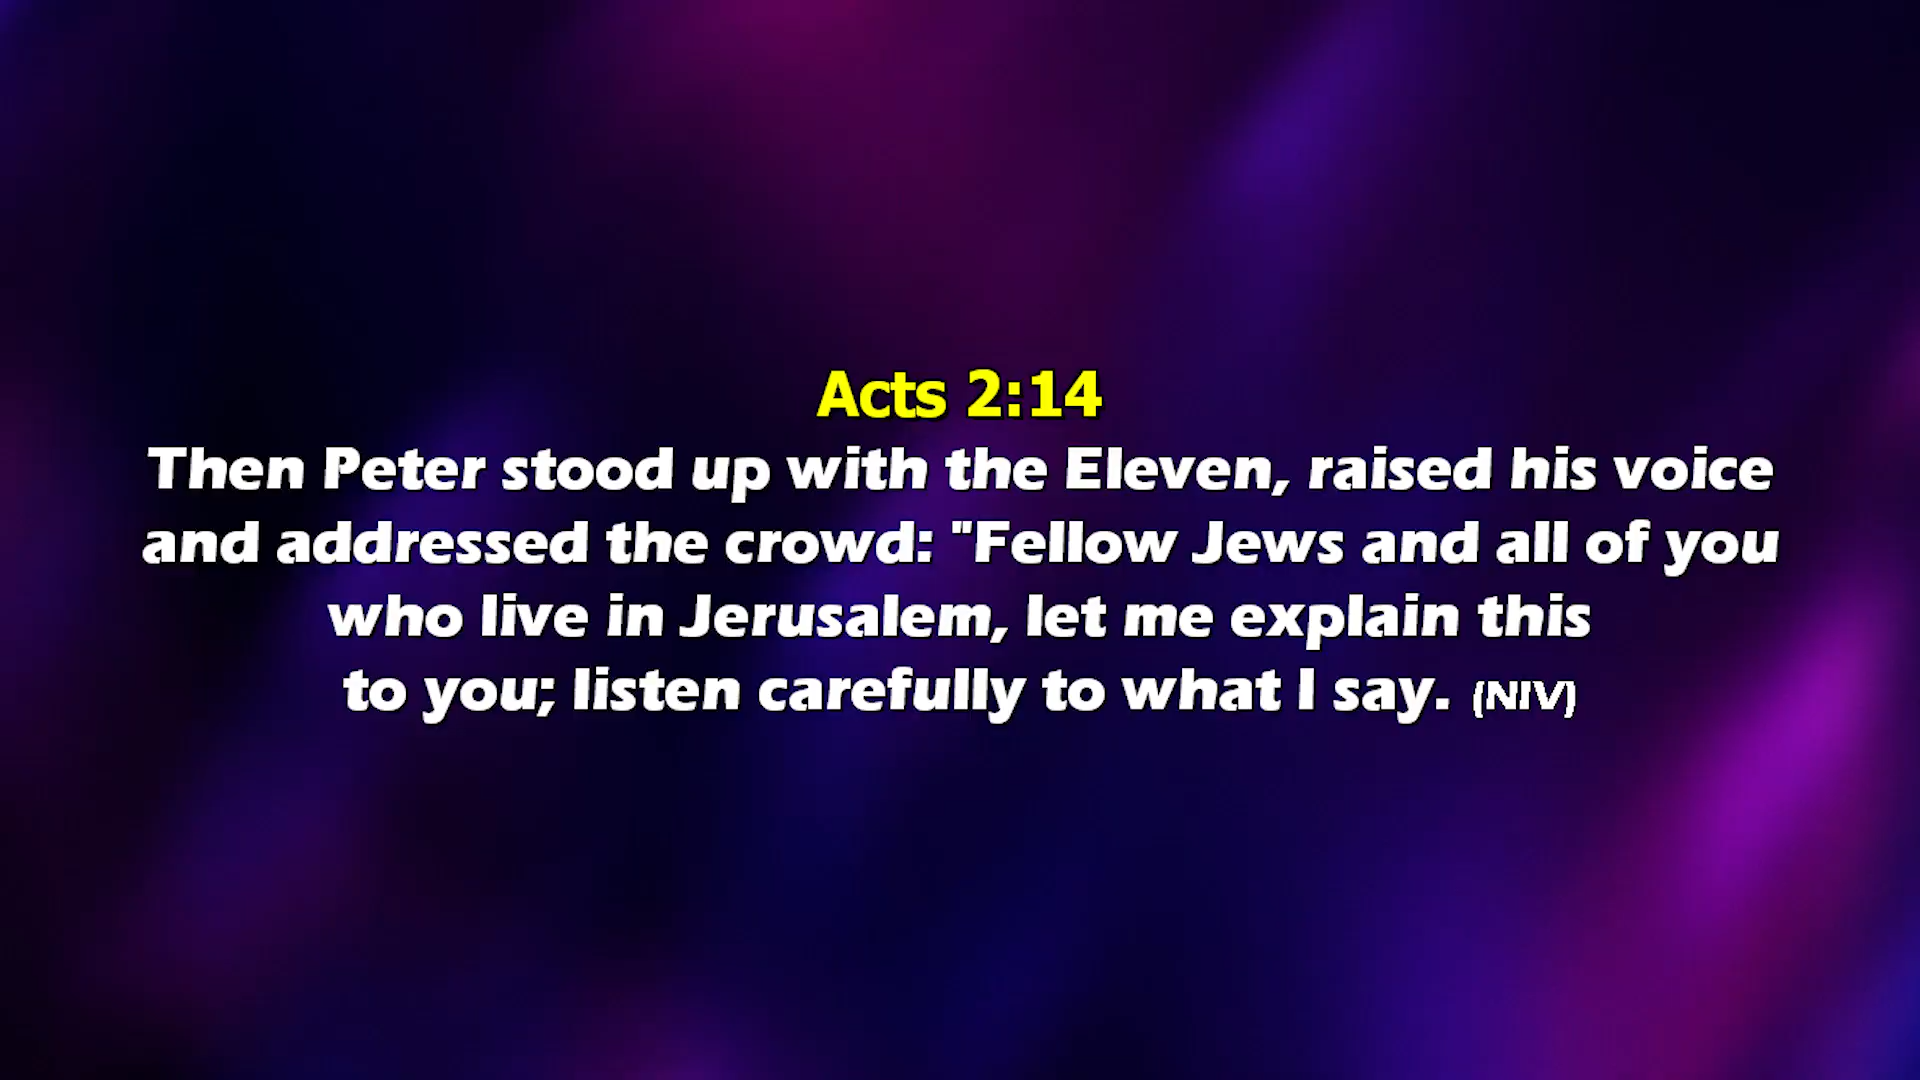 Acts 2:14
Then Peter stood up with the Eleven, raised his voice
and addressed the crowd: "Fellow Jews and all of you
who live in Jerusalem, let me explain this
to you; listen carefully to what I say. (NIV)